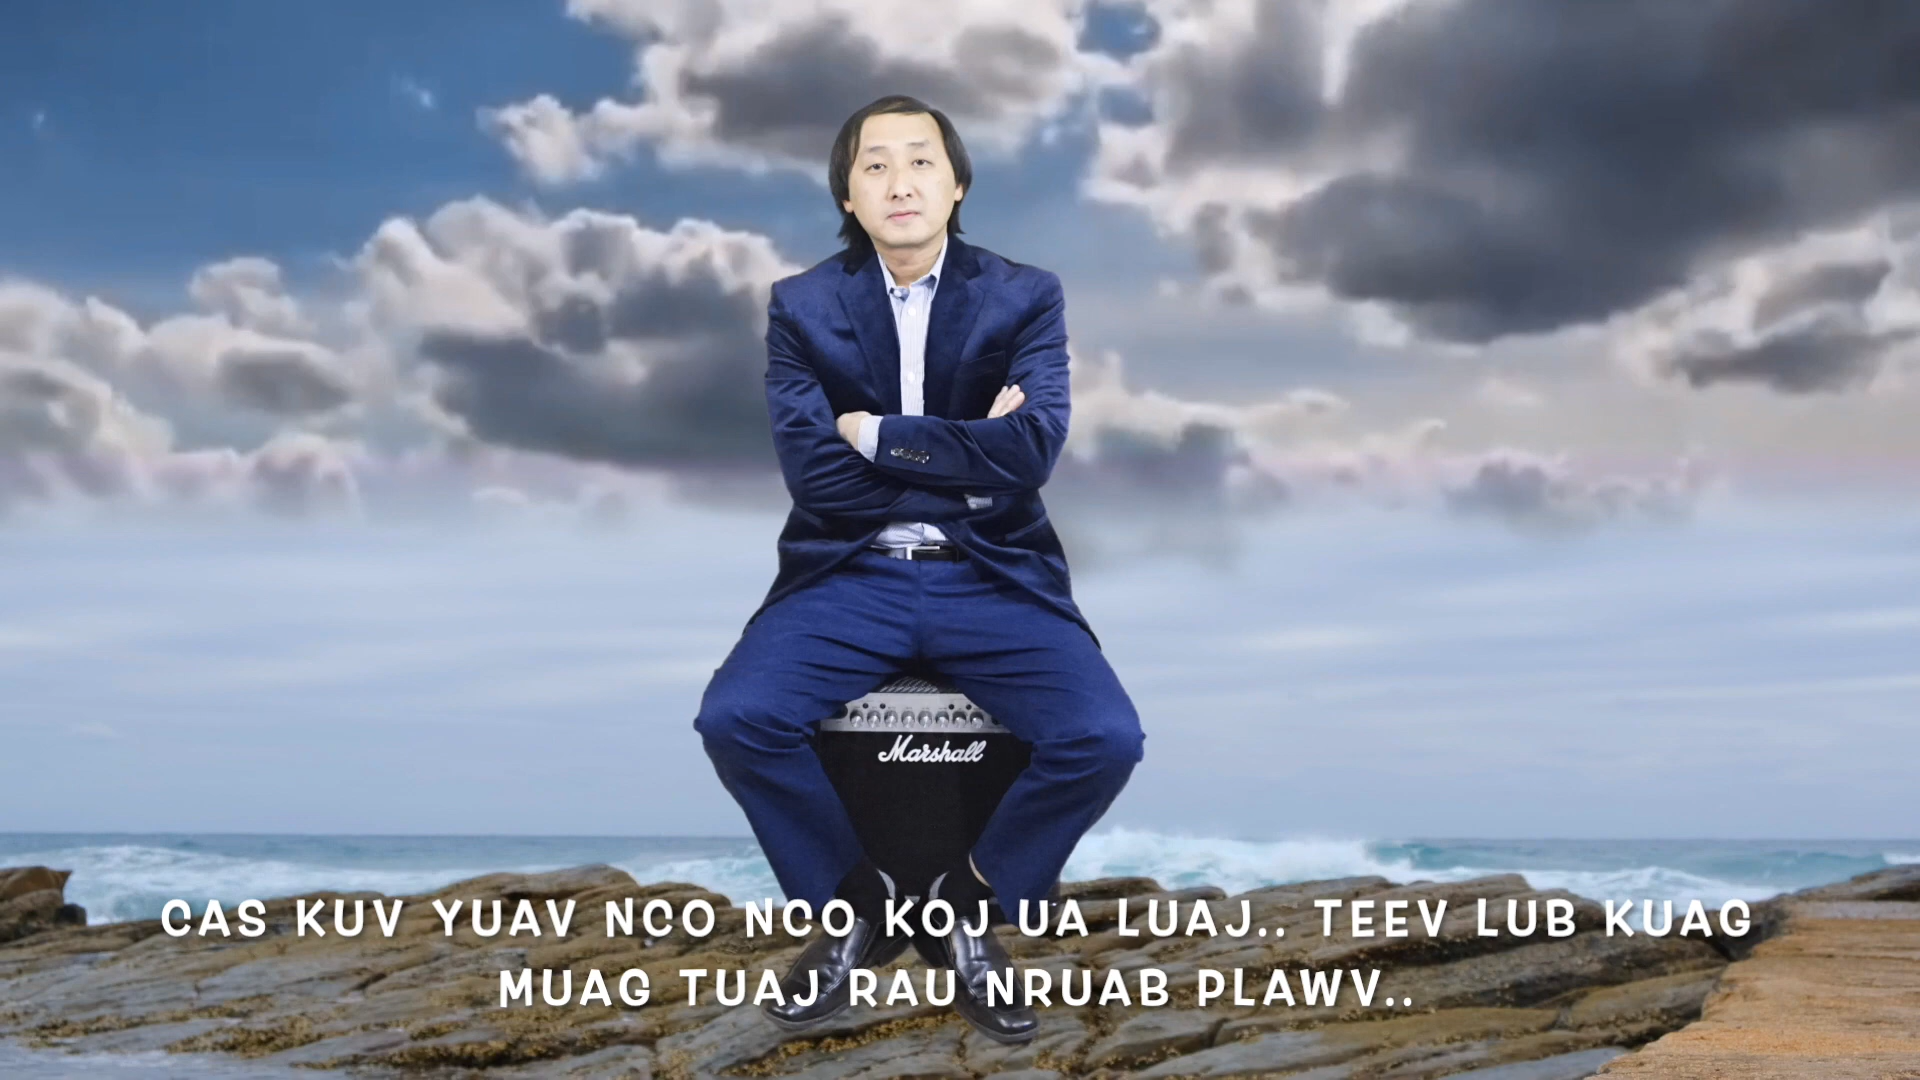 Marshall
CAS KUV YUAV NCO NCO KOJ UA LUAJ.. TEEV LUB KUAG
MUAG TUAJ RAU NRUAB PLAWV..